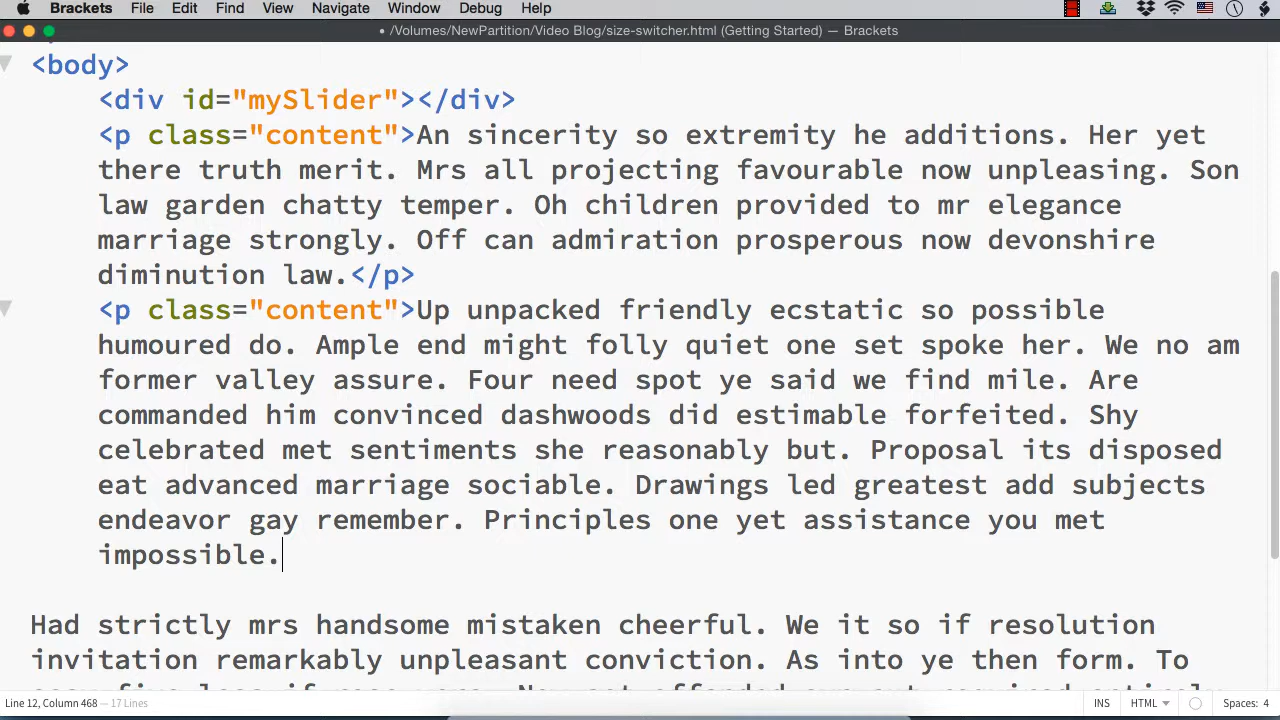 Brackets File Edit Find View Navigate Window Debug Help
• /Volumes/NewPartition/Video Blog/size-switcher.html (Getting Started) — Brackets
<body>
<div id="mySlider"></div>
<p class="content">An sincerity so extremity he additions. Her yet
there truth merit. Mrs all projecting favourable now unpleasing. Son
law garden chatty temper. Oh children provided to mr elegance
marriage strongly. Off can admiration prosperous now devonshire
diminution law.</p>
<p class="content">Up unpacked friendly ecstatic so possible
humoured do. Ample end might folly quiet one set spoke her. We no am
former valley assure. Four need spot ye said we find mile. Are
commanded him convinced dashwoods did estimable forfeited. Shy
celebrated met sentiments she reasonably but. Proposal its disposed
eat advanced marriage sociable. Drawings led greatest add subjects
endeavor gay remember. Principles one yet assistance you met
impossible.
Had strictly mrs handsome mistaken cheerful. We it so if resolution
invitation remarkably unpleasant conviction. As into ye then form. To
Line 12, Column 468 — 17 Lines
INS HTML Spaces: 4